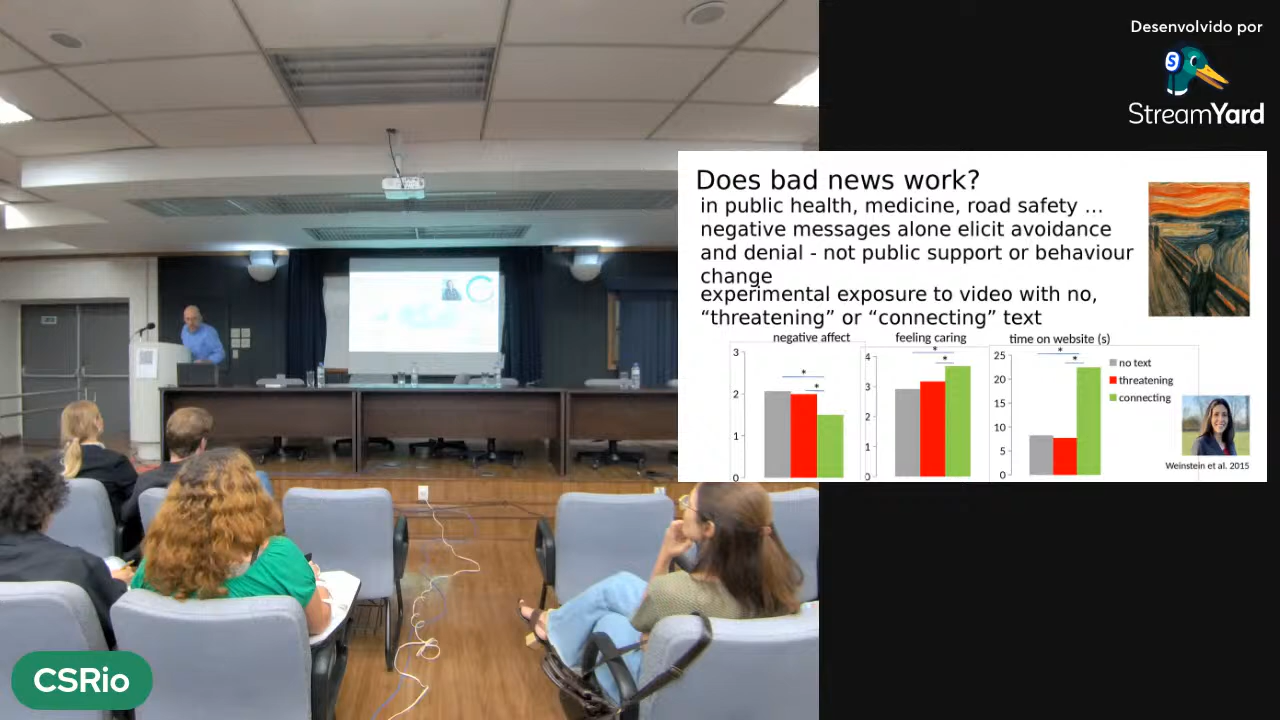 Desenvolvido por
StreamYard
Does bad news work?
in public health, medicine, road safety ...
negative messages alone elicit avoidance
and denial - not public support or behaviour
change
experimental exposure to video with no,
“threatening” or “connecting” text
negative affect
3
2
1
0
*
*
feeling caring
4
3
2
1
0
*
*
time on website (s)
25
20
15
10
5
0
*
*
no text
threatening
connecting
Weinstein et al. 2015
CSRio